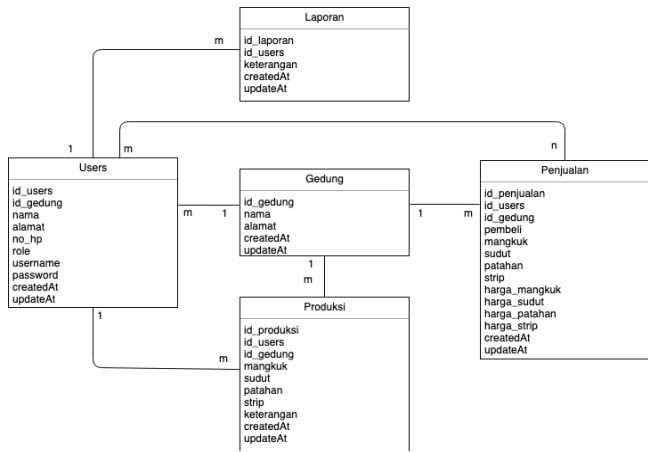 Laporan
id_laporan
id_users
keterangan
createdAt
updateAt
m
1
m
n
Users
id_users
id_gedung
nama
alamat
no_hp
role
username
password
createdAt
updateAt
m
1
Gedung
id_gedung
nama
alamat
createdAt
updateAt
1
m
Penjualan
id_penjualan
id_users
id_gedung
pembeli
mangkuk
sudut
patahan
strip
harga_mangkuk
harga_sudut
harga_patahan
harga_strip
createdAt
updateAt
1
m
1
m
Produksi
id_produksi
id_users
id_gedung
mangkuk
sudut
patahan
strip
keterangan
createdAt
updateAt